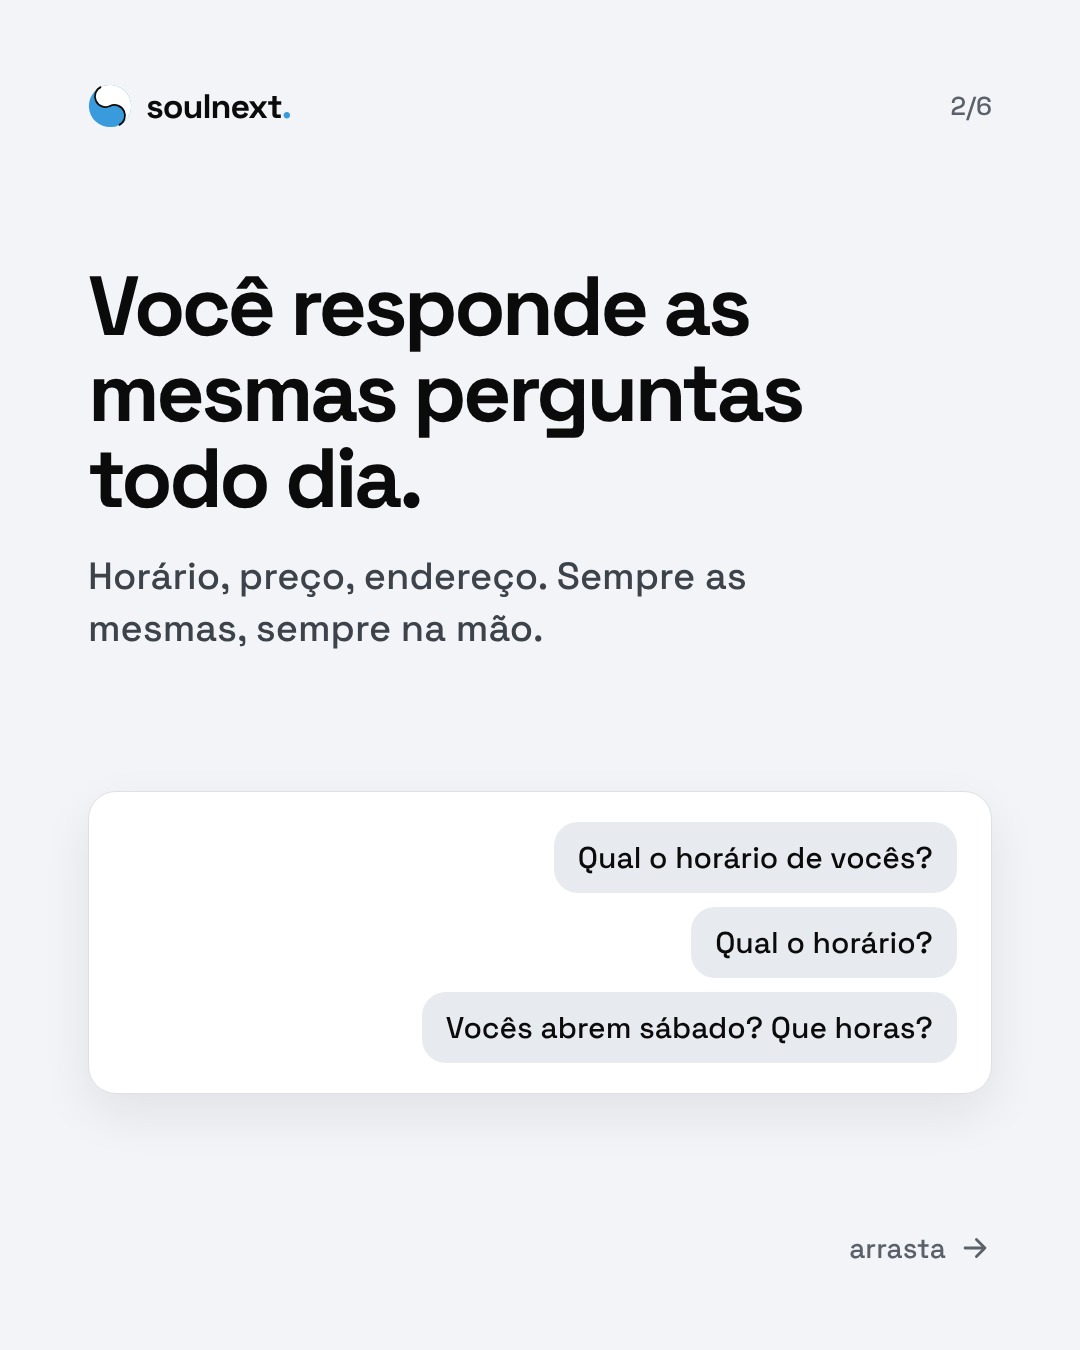 soulnext.
2/6
Você responde as
mesmas perguntas
todo dia.
Horário, preço, endereço. Sempre as
mesmas, sempre na mão.
Qual o horário de vocês?
Qual o horário?
Vocês abrem sábado? Que horas?
arrasta →